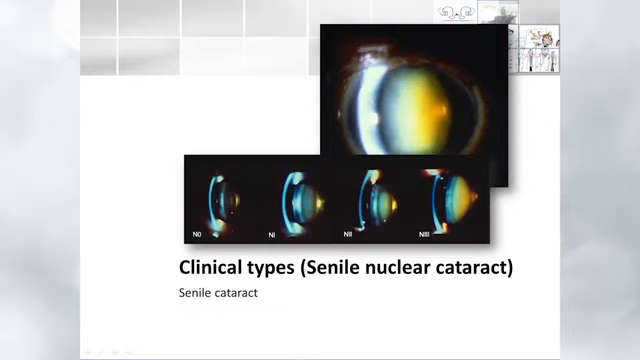 N0
NI
NII
NIII
Clinical types (Senile nuclear cataract)
Senile cataract